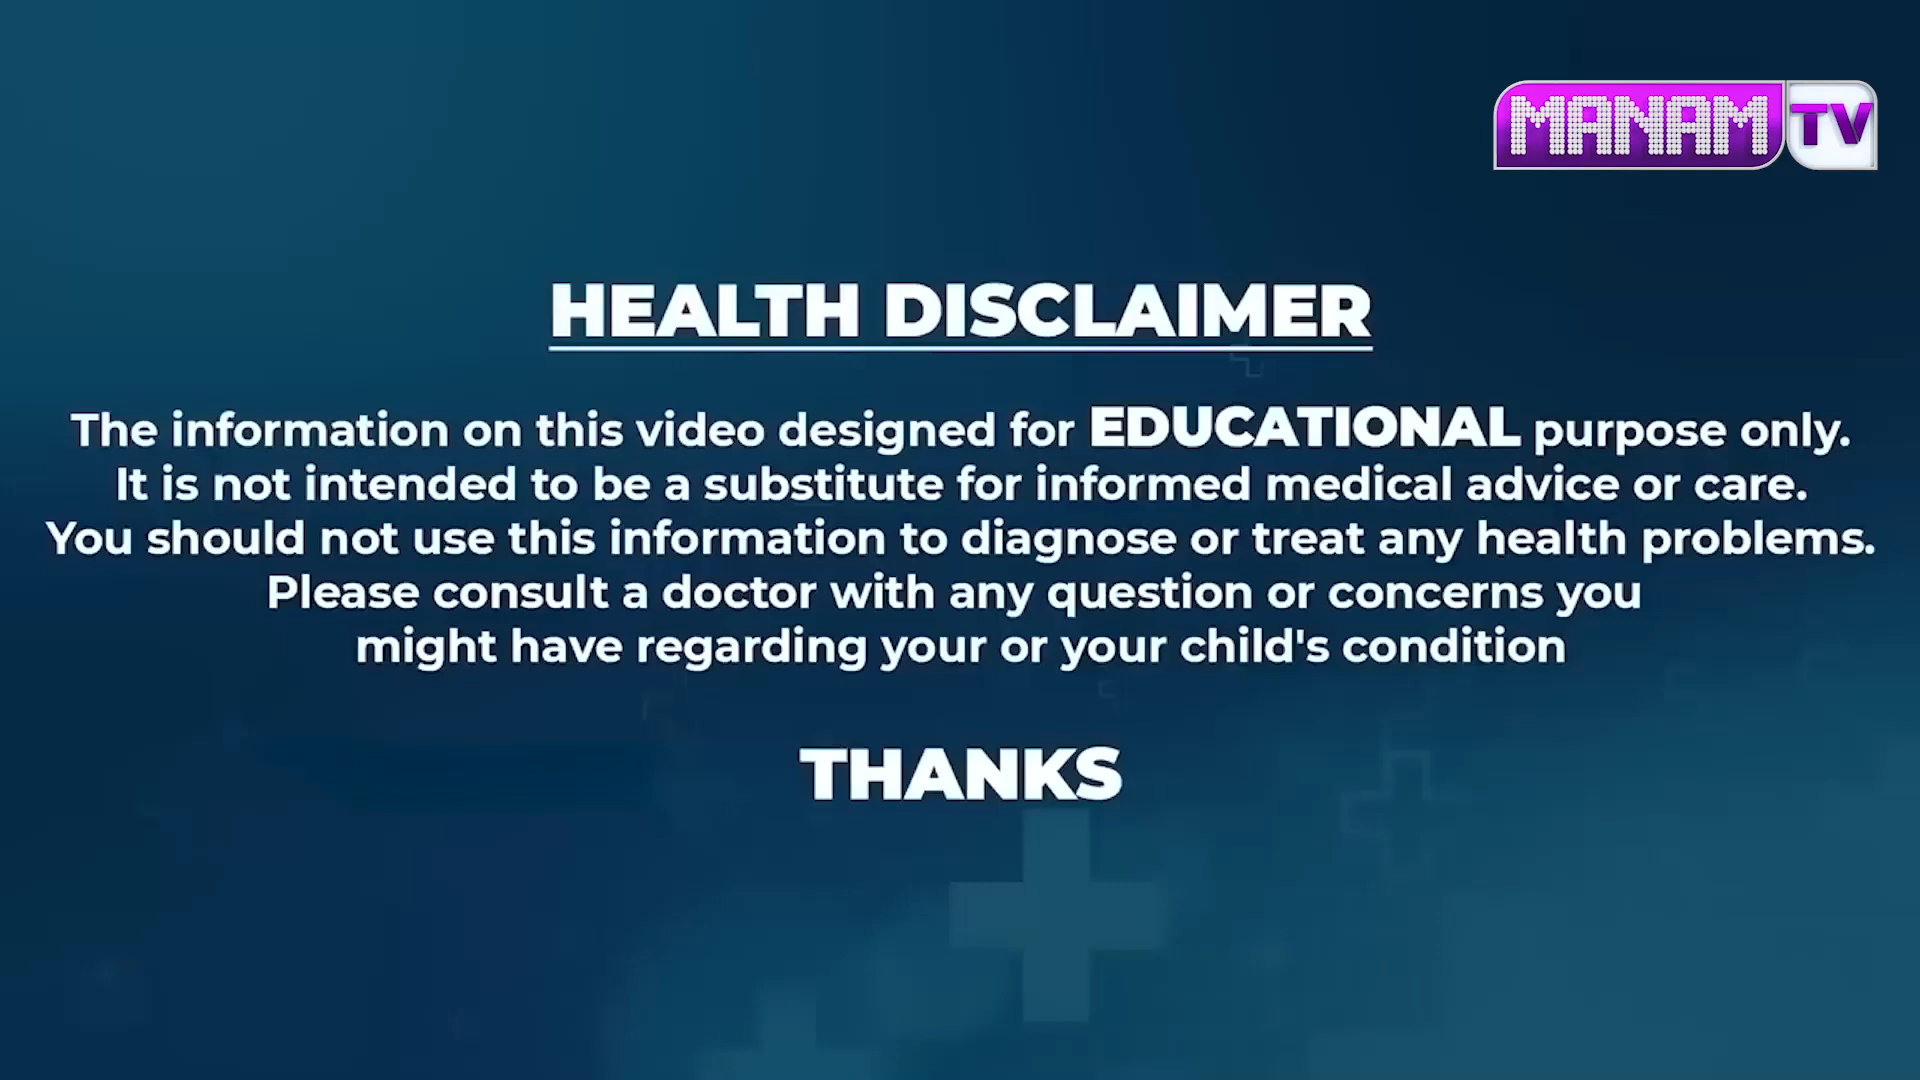 MANAM TV
HEALTH DISCLAIMER
The information on this video designed for EDUCATIONAL purpose only.
It is not intended to be a substitute for informed medical advice or care.
You should not use this information to diagnose or treat any health problems.
Please consult a doctor with any question or concerns you
might have regarding your or your child's condition
THANKS